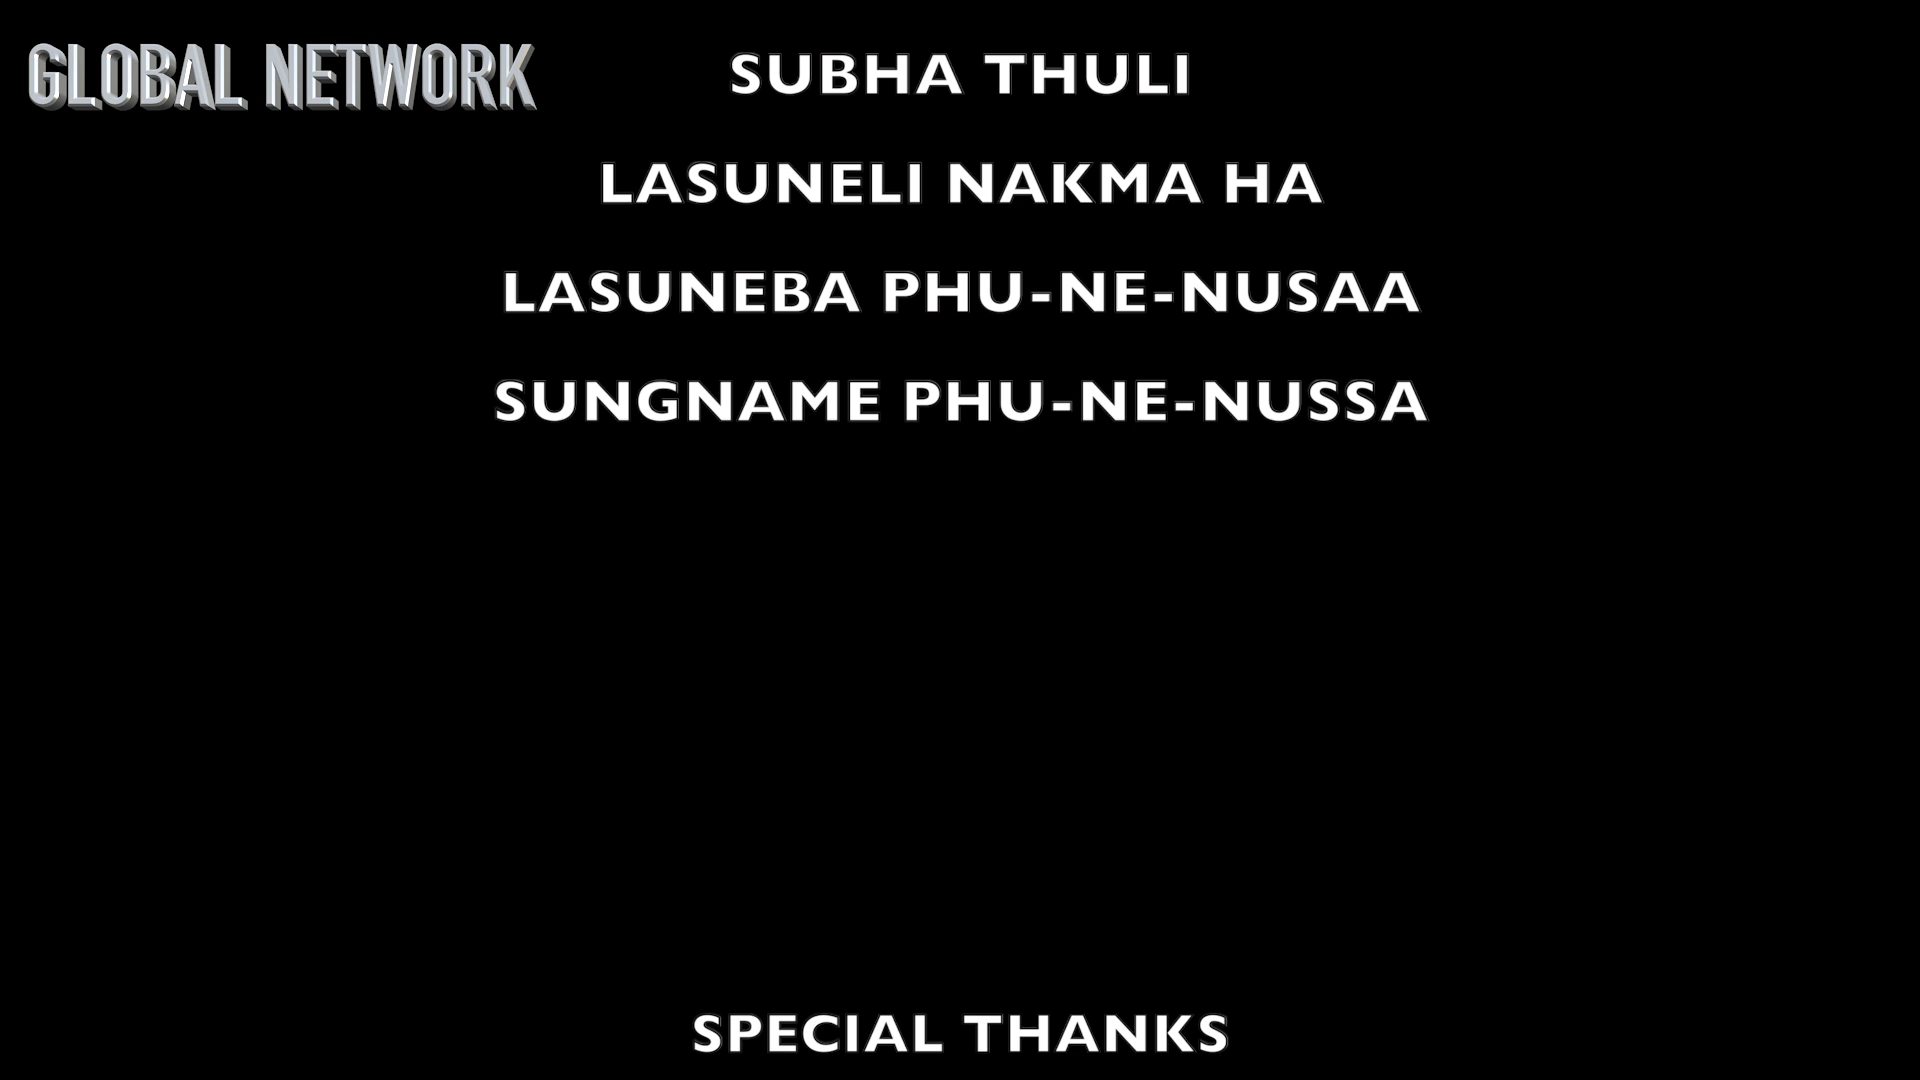 GLOBAL NETWORK
SUBHA THULI
LASUNELI NAKMA HA
LASUNEBA PHU-NE-NUSAA
SUNGNAME PHU-NE-NUSSA
SPECIAL THANKS